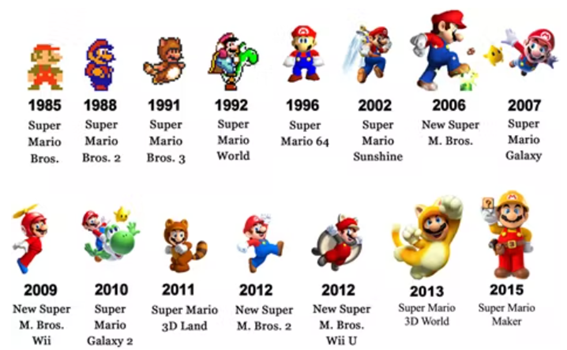 1985 1988 1991 1992 1996 2002 2006 2007
Super Super Super Super Super Super New Super Super
Mario Mario Mario Mario Mario 64 Mario M. Bros. Mario
Bros. Bros. 2 Bros. 3 World Sunshine Galaxy
2009 2010 2011 2012 2012 2013 2015
New Super Super Super Mario New Super New Super Super Mario Super Mario
M. Bros. Mario 3D Land M. Bros. 2 M. Bros. 3D World Maker
Wii Galaxy 2 Wii U
?